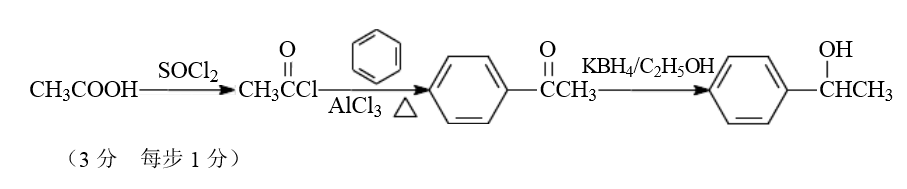 O O OH
CH3COOH SOCl2 CH3CCl AlCl3 △ CCH3 KBH4/C2H5OH CHCH3
（3 分 每步 1 分）